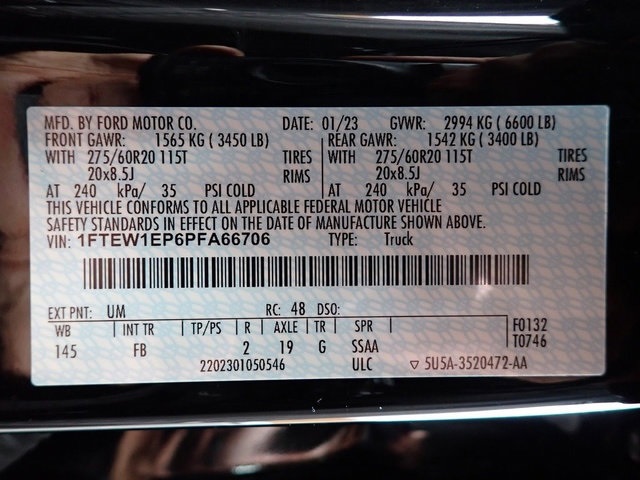 MFD. BY FORD MOTOR CO. DATE: 01/23 GVWR: 2994 KG ( 6600 LB)
FRONT GAWR: 1565 KG ( 3450 LB) REAR GAWR: 1542 KG ( 3400 LB)
WITH 275/60R20 115T TIRES WITH 275/60R20 115T TIRES
20x8.5J RIMS 20x8.5J RIMS
AT 240 kPa/ 35 PSI COLD AT 240 kPa/ 35 PSI COLD
THIS VEHICLE CONFORMS TO ALL APPLICABLE FEDERAL MOTOR VEHICLE
SAFETY STANDARDS IN EFFECT ON THE DATE OF MANUFACTURE SHOWN ABOVE.
VIN: 1FTEW1EP6PFA66706 TYPE: Truck
EXT PNT: UM RC: 48 DSO:
WB INT TR TP/PS R AXLE TR SPR F0132
145 FB 2 19 G SSAA T0746
2202301050546 ULC ▽ 5U5A-3520472-AA